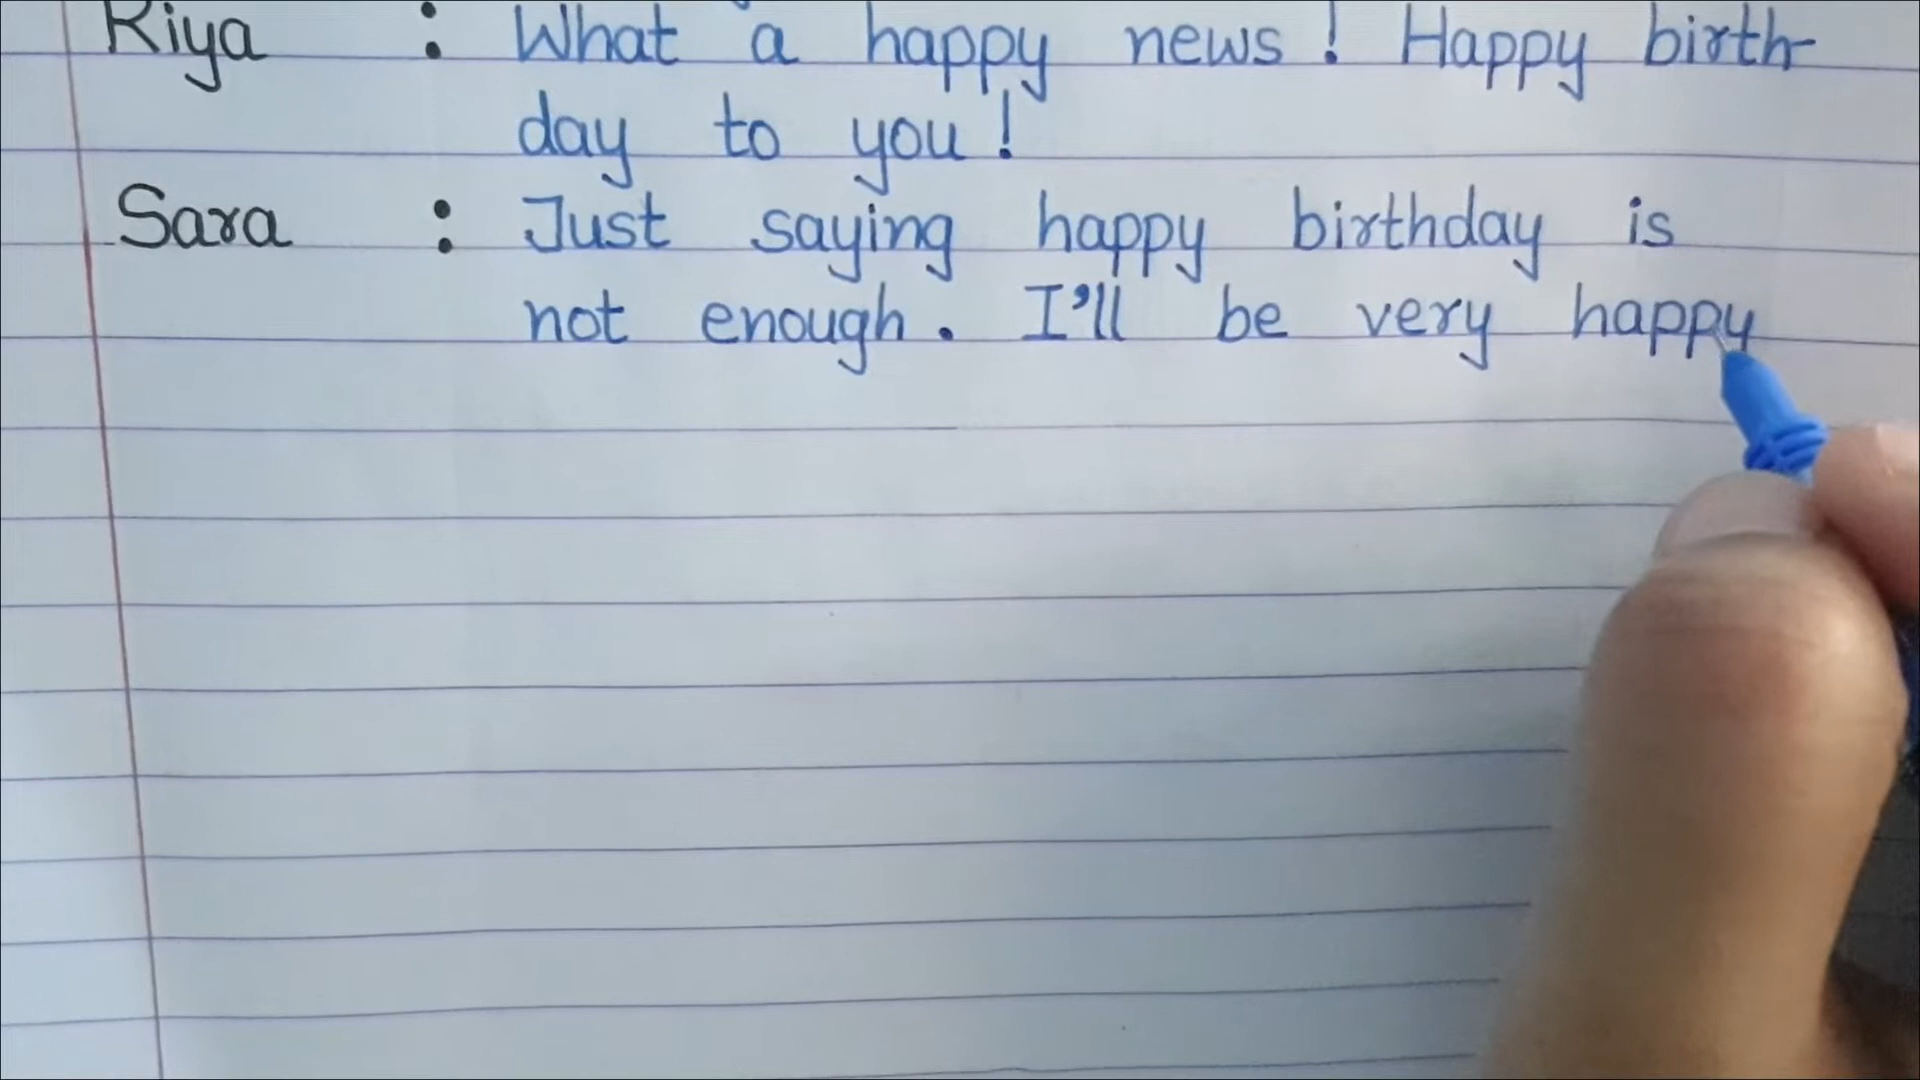 Riya : What a happy news! Happy birth-
day to you!
Sara : Just saying happy birthday is
not enough. I'll be very happy